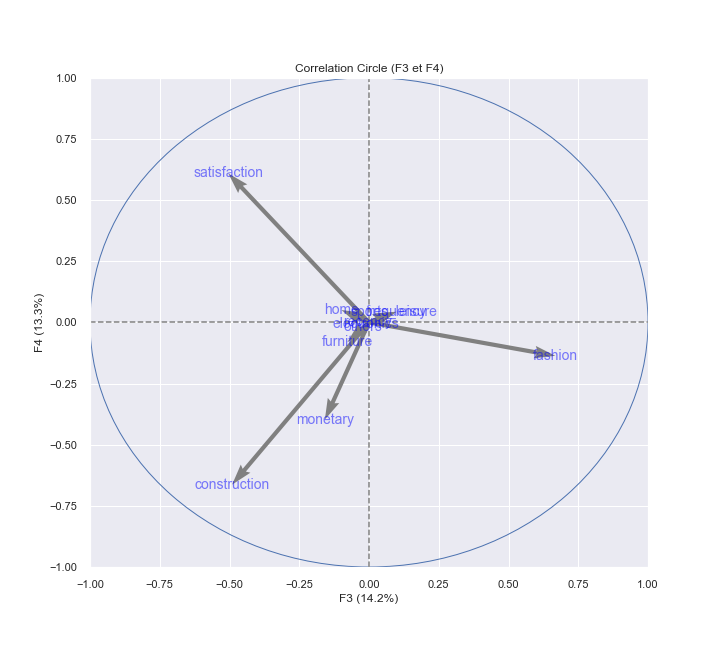 Correlation Circle (F3 et F4)
1.00
0.75
0.50
0.25
0.00
−0.25
−0.50
−0.75
−1.00
F4 (13.3%)
satisfaction
home
furniture
fashion
monetary
construction
−1.00
−0.75
−0.50
−0.25
0.00
0.25
0.50
0.75
1.00
F3 (14.2%)